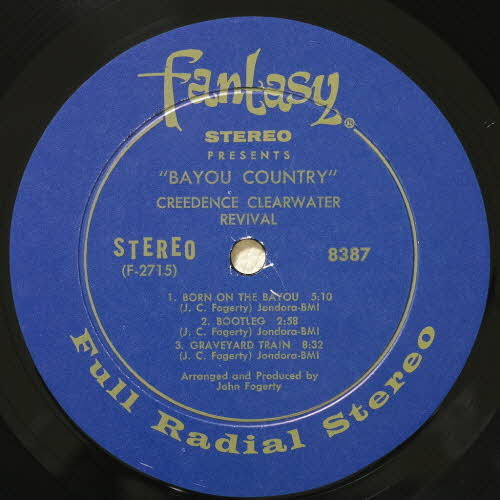 Fantasy®
STEREO
PRESENTS
"BAYOU COUNTRY"
CREEDENCE CLEARWATER
REVIVAL
STEREO
(F-2715)
8387
1. BORN ON THE BAYOU 5:10
(J. C. Fogerty) Jondora-BMI
2. BOOTLEG 2:58
(J. C. Fogerty) Jondora-BMI
3. GRAVEYARD TRAIN 8:32
(J. C. Fogerty) Jondora-BMI
Arranged and Produced by
John Fogerty
Full Radial Stereo